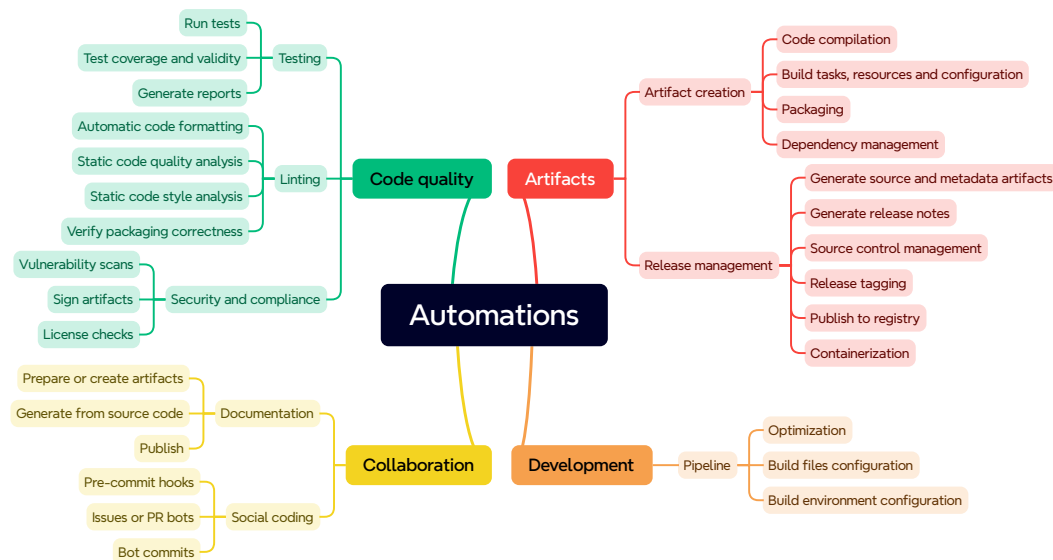 Run tests
Test coverage and validity
Testing
Generate reports
Automatic code formatting
Static code quality analysis
Linting
Static code style analysis
Verify packaging correctness
Vulnerability scans
Sign artifacts
Security and compliance
License checks
Code quality
Artifacts
Code compilation
Artifact creation
Build tasks, resources and configuration
Packaging
Dependency management
Generate source and metadata artifacts
Generate release notes
Release management
Source control management
Release tagging
Publish to registry
Containerization
Automations
Prepare or create artifacts
Generate from source code
Documentation
Publish
Collaboration
Pre-commit hooks
Issues or PR bots
Social coding
Bot commits
Development
Pipeline
Optimization
Build files configuration
Build environment configuration